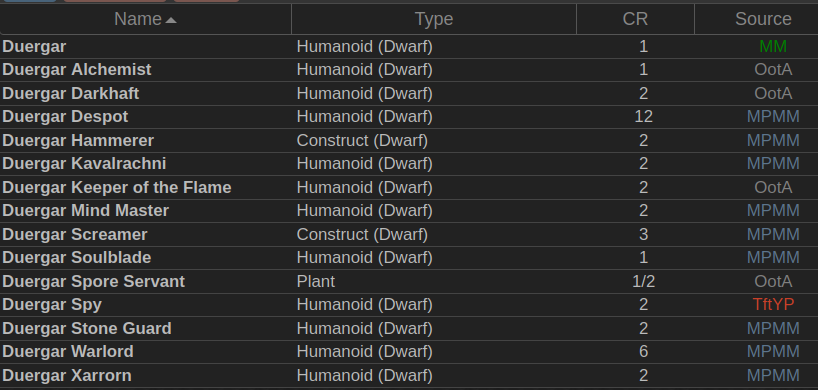 Name Type CR Source
Duergar Humanoid (Dwarf) 1 MM
Duergar Alchemist Humanoid (Dwarf) 1 OotA
Duergar Darkhaft Humanoid (Dwarf) 2 OotA
Duergar Despot Humanoid (Dwarf) 12 MPMM
Duergar Hammerer Construct (Dwarf) 2 MPMM
Duergar Kavalrachni Humanoid (Dwarf) 2 MPMM
Duergar Keeper of the Flame Humanoid (Dwarf) 2 OotA
Duergar Mind Master Humanoid (Dwarf) 2 MPMM
Duergar Screamer Construct (Dwarf) 3 MPMM
Duergar Soulblade Humanoid (Dwarf) 1 MPMM
Duergar Spore Servant Plant 1/2 OotA
Duergar Spy Humanoid (Dwarf) 2 TftYP
Duergar Stone Guard Humanoid (Dwarf) 2 MPMM
Duergar Warlord Humanoid (Dwarf) 6 MPMM
Duergar Xarrorn Humanoid (Dwarf) 2 MPMM